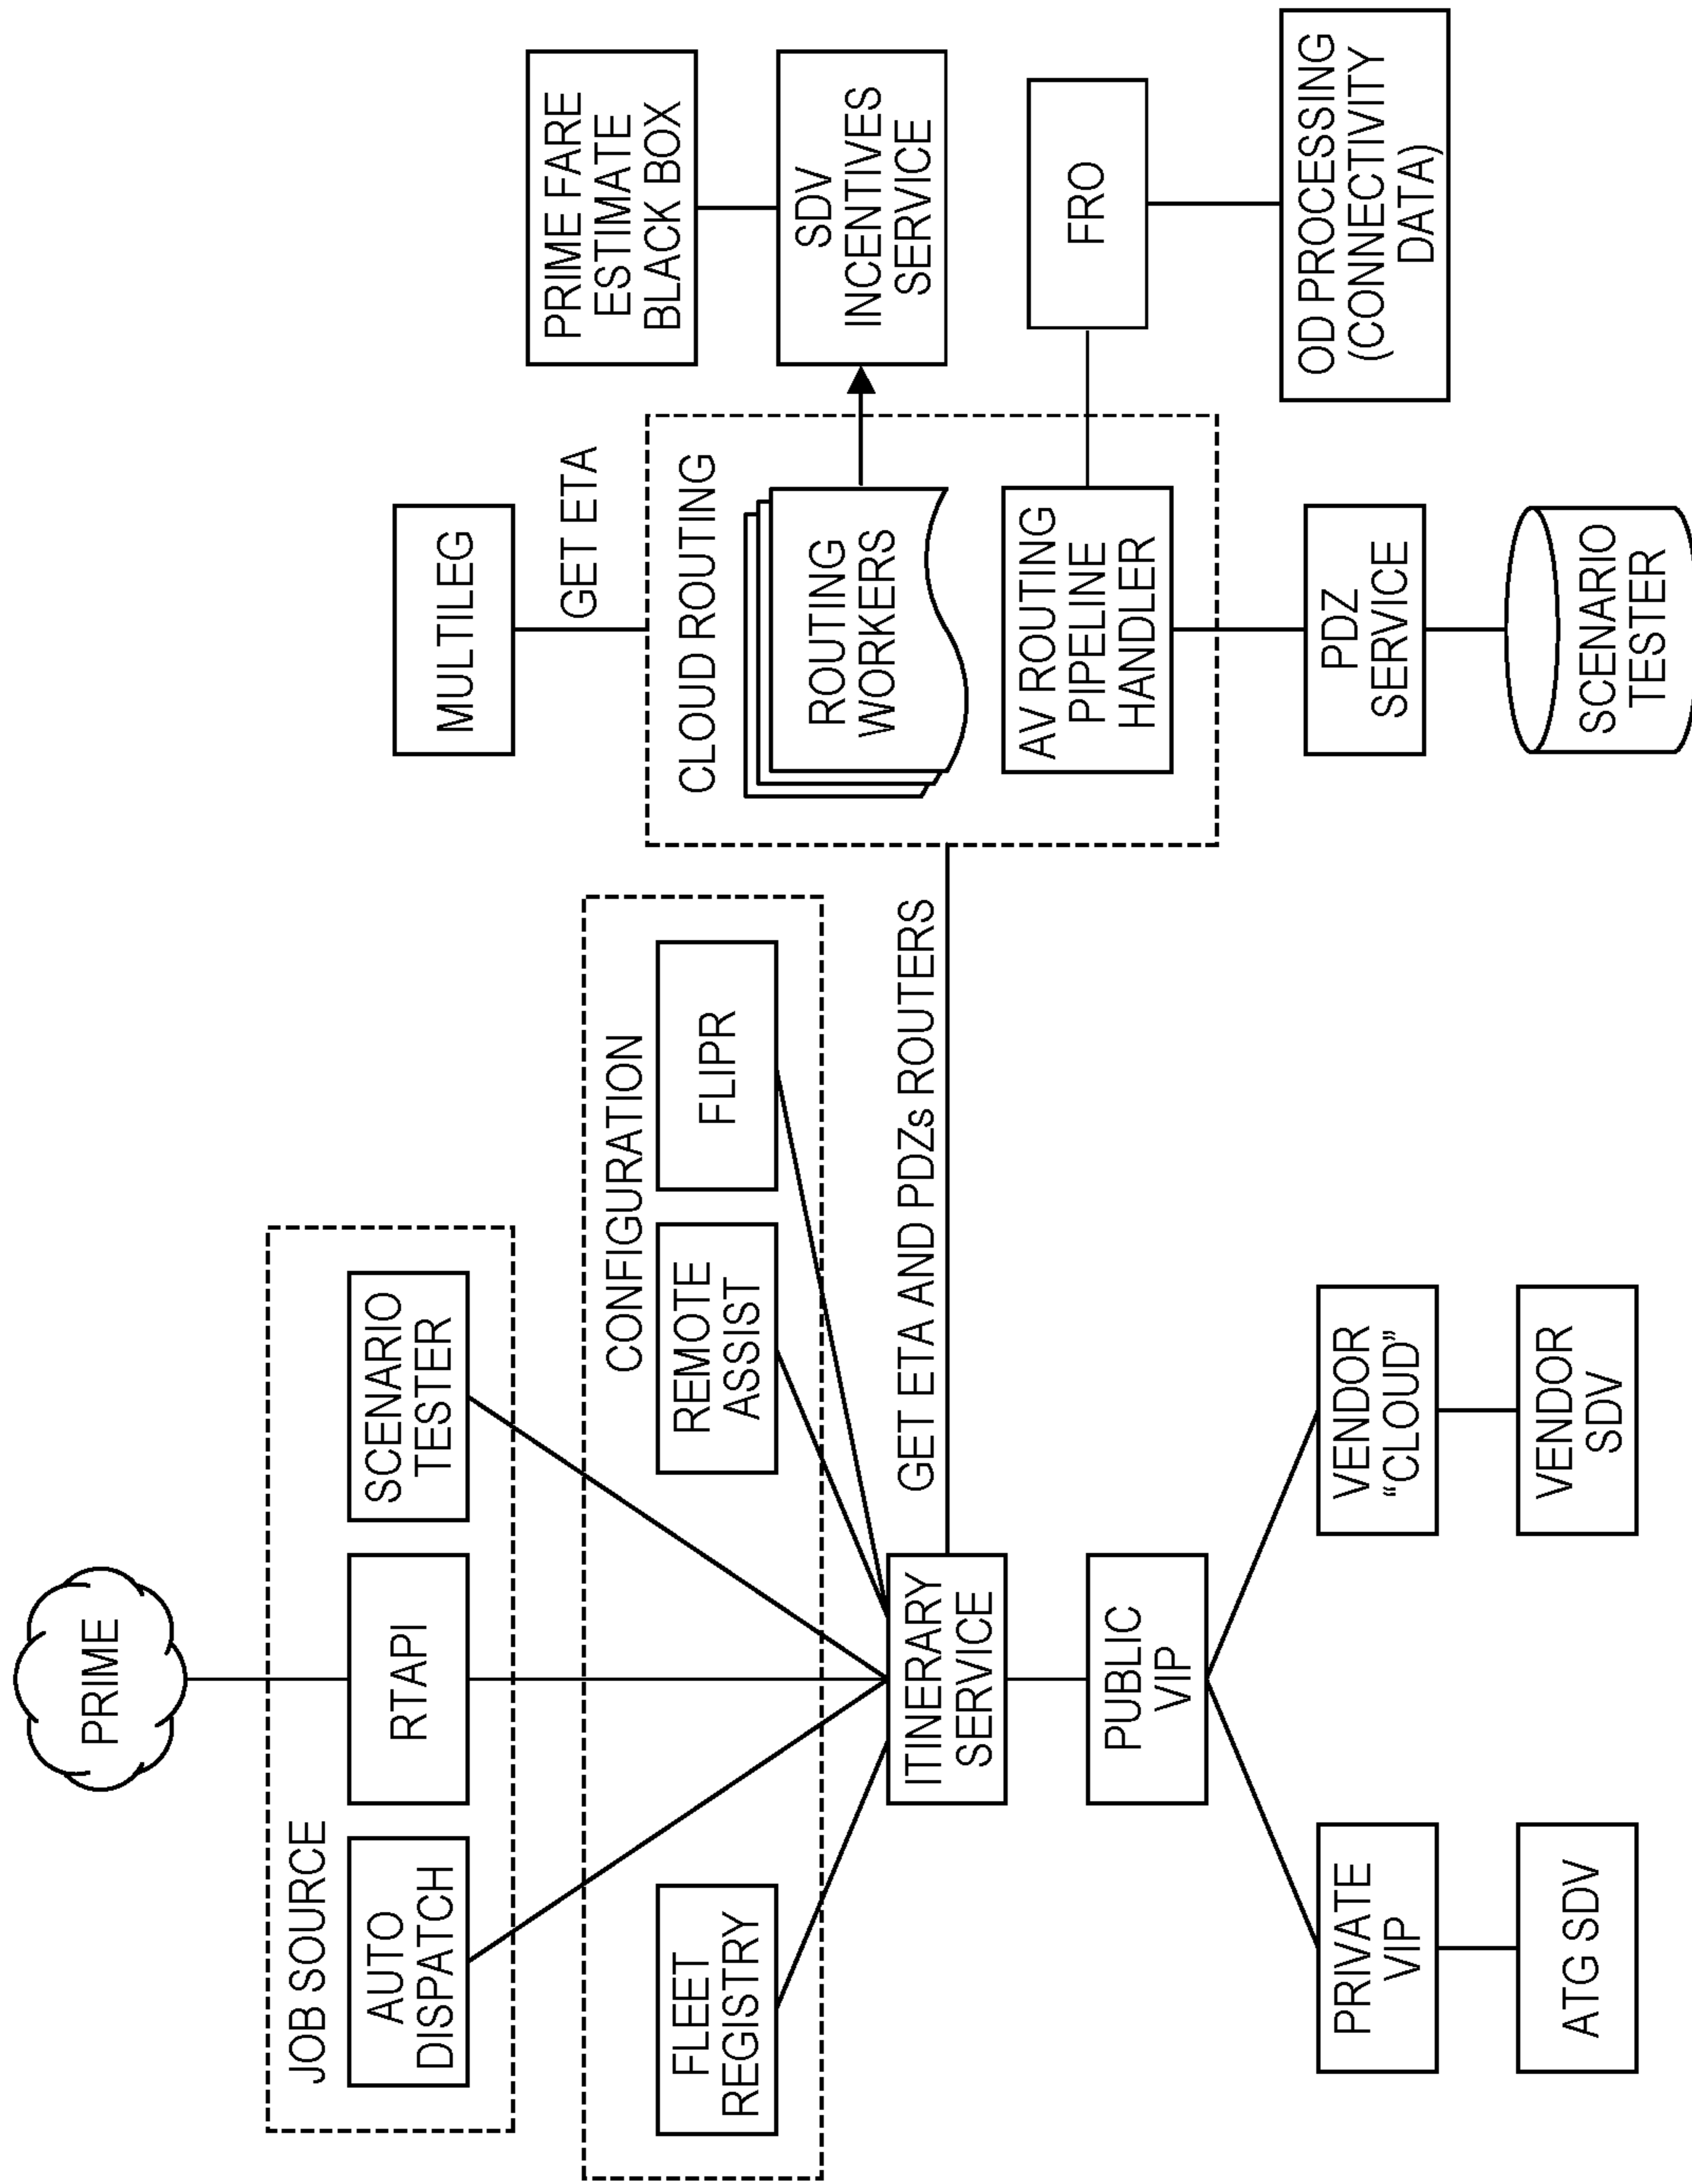 PRIME
JOB SOURCE
AUTO
DISPATCH
RTAPI
SCENARIO
TESTER
CONFIGURATION
FLEET
REGISTRY
REMOTE
ASSIST
FLIPR
ITINERARY
SERVICE
GET ETA AND PDZs ROUTERS
PUBLIC
VIP
PRIVATE
VIP
ATG SDV
VENDOR
“CLOUD”
VENDOR
SDV
MULTILEG
GET ETA
CLOUD ROUTING
ROUTING
WORKERS
AV ROUTING
PIPELINE
HANDLER
PDZ
SERVICE
SCENARIO
TESTER
PRIME FARE
ESTIMATE
BLACK BOX
SDV
INCENTIVES
SERVICE
FRO
OD PROCESSING
(CONNECTIVITY
DATA)